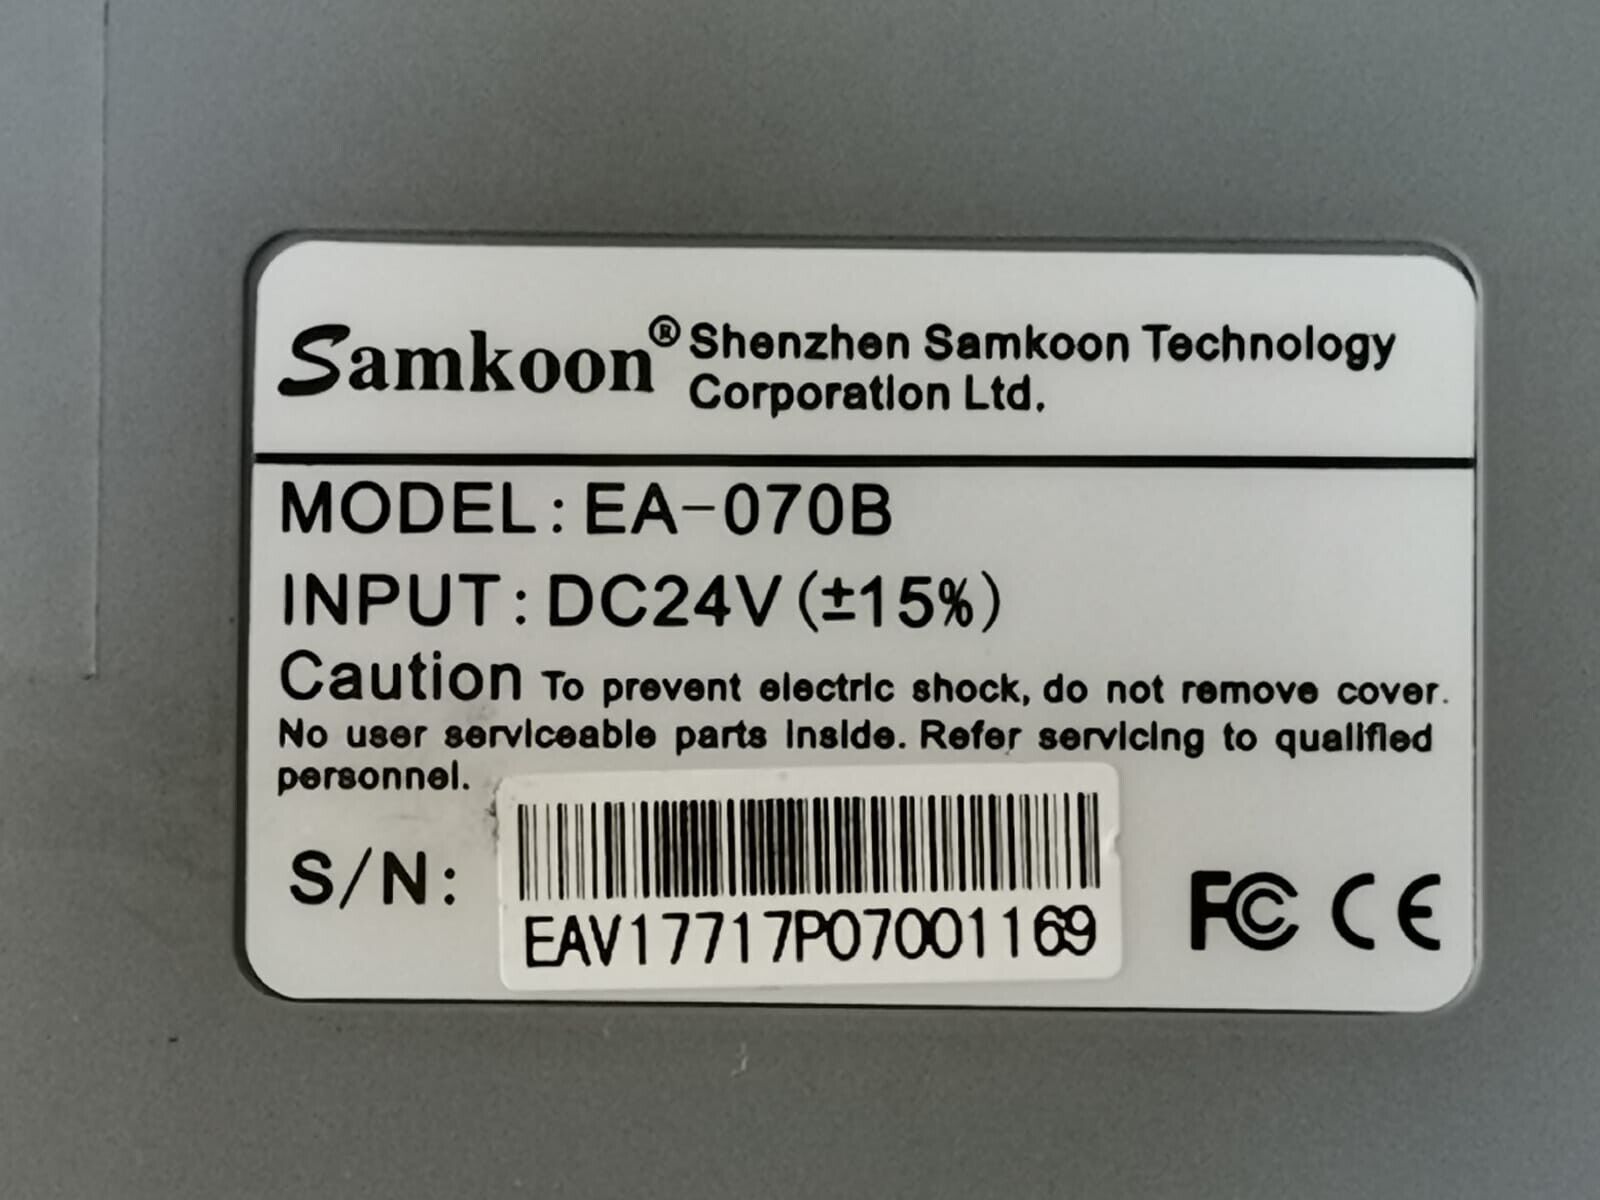 Samkoon® Shenzhen Samkoon Technology
Corporation Ltd.
MODEL: EA-070B
INPUT: DC24V (±15%)
Caution To prevent electric shock, do not remove cover.
No user serviceable parts inside. Refer servicing to qualified
personnel.
S/N:
EAV17717P07001169
FC CE